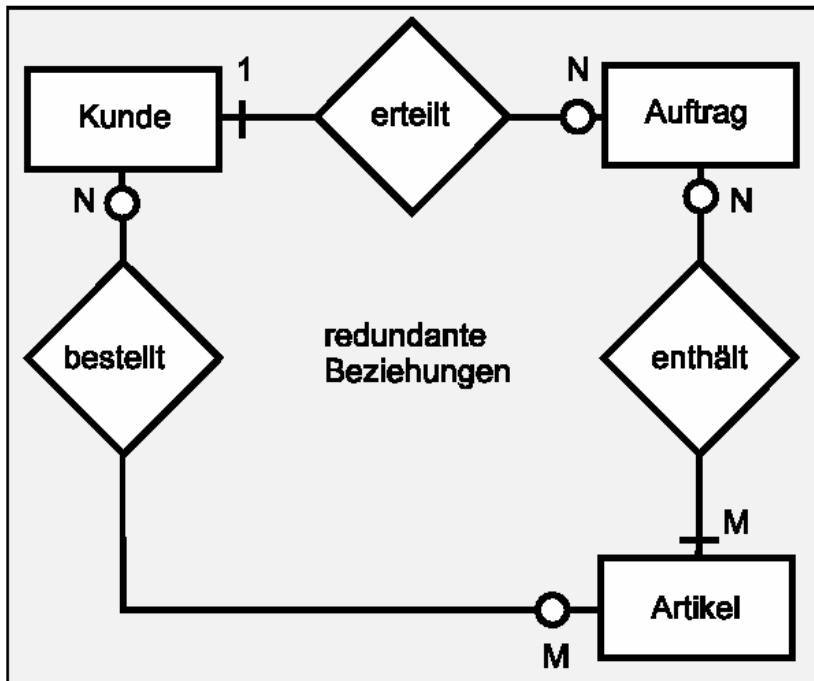 1
N
Kunde
erteilt
Auftrag
N
N
bestellt
redundante
Beziehungen
enthält
M
Artikel
M